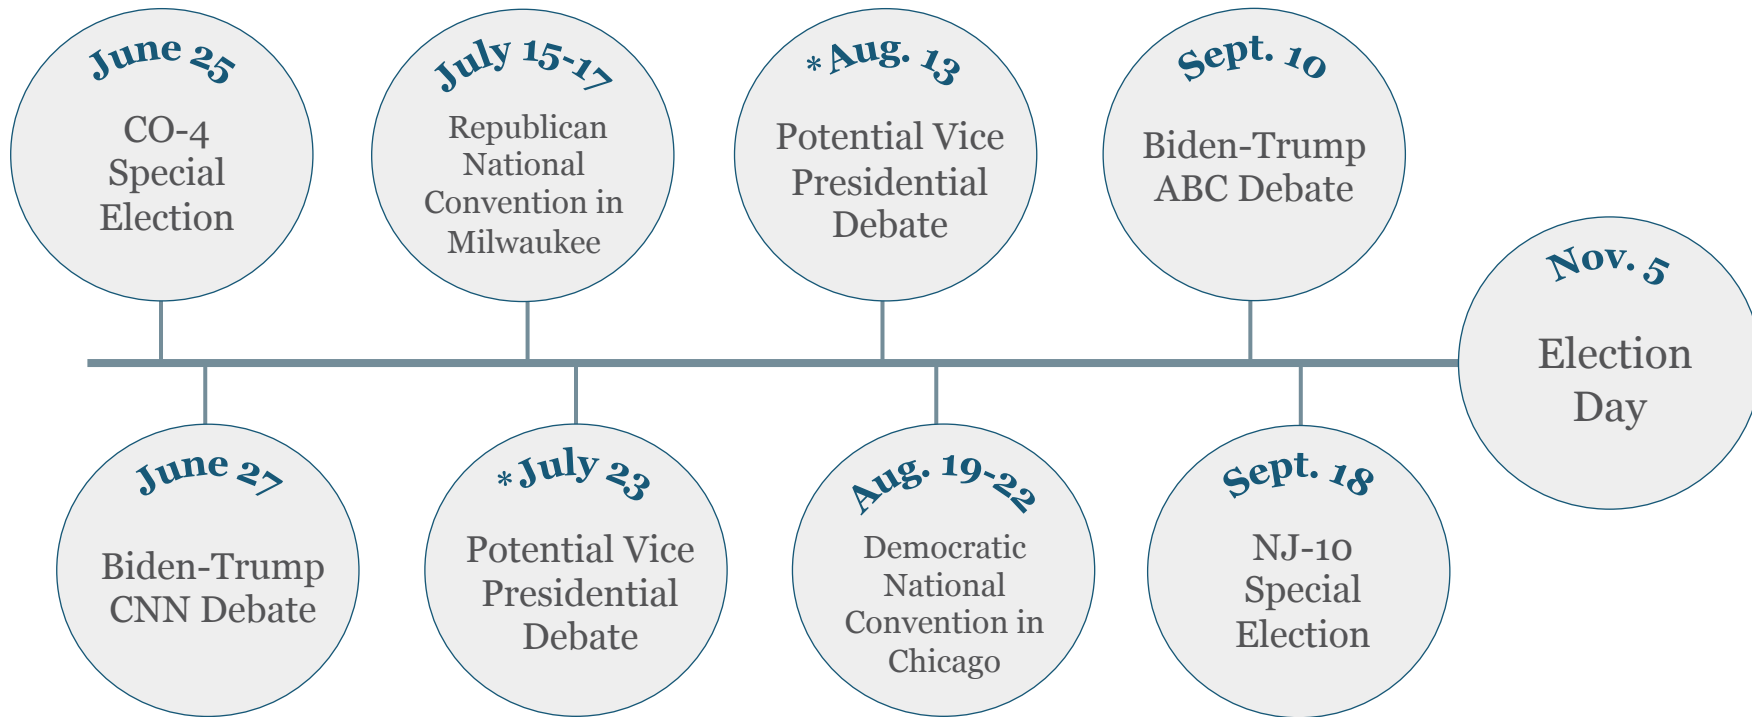 June 25
CO-4
Special
Election
June 27
Biden-Trump
CNN Debate
July 15-17
Republican
National
Convention in
Milwaukee
*July 23
Potential Vice
Presidential
Debate
*Aug. 13
Potential Vice
Presidential
Debate
Aug. 19-22
Democratic
National
Convention in
Chicago
Sept. 10
Biden-Trump
ABC Debate
Sept. 18
NJ-10
Special
Election
Nov. 5
Election
Day